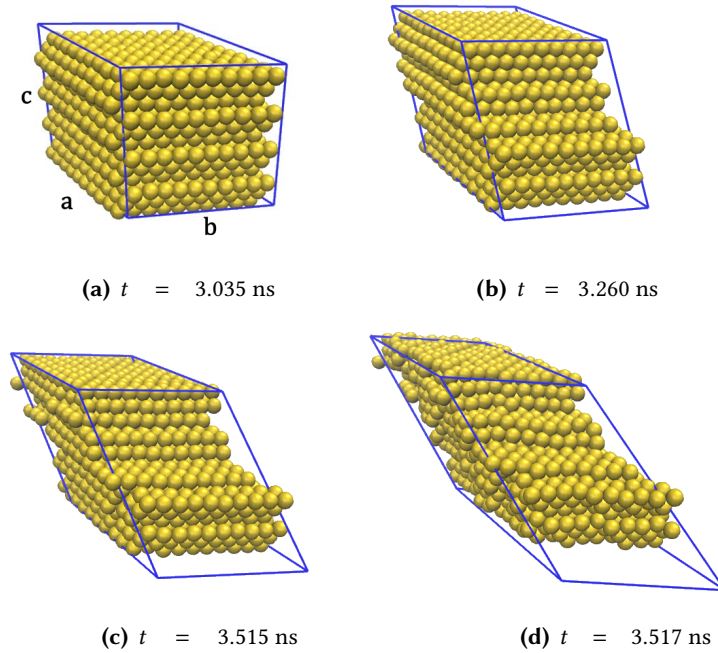 c
a
b
(a) t = 3.035 ns
(b) t = 3.260 ns
(c) t = 3.515 ns
(d) t = 3.517 ns